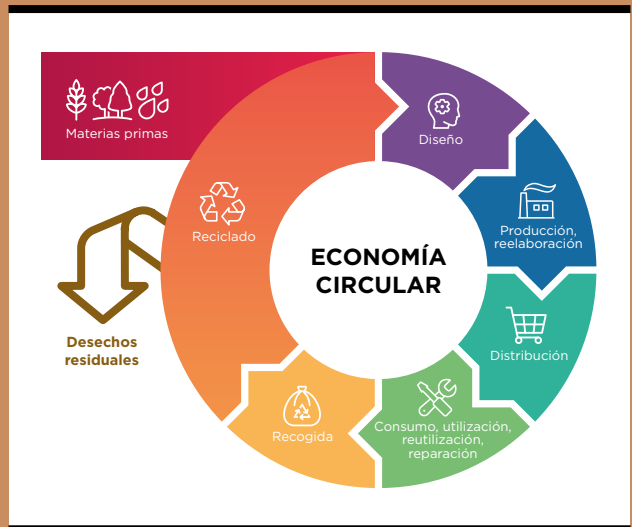 Materias primas
Diseño
Producción,
reelaboración
Reciclado
ECONOMÍA
CIRCULAR
Distribución
Desechos
residuales
Consumo, utilización,
reutilización,
reparación
Recogida